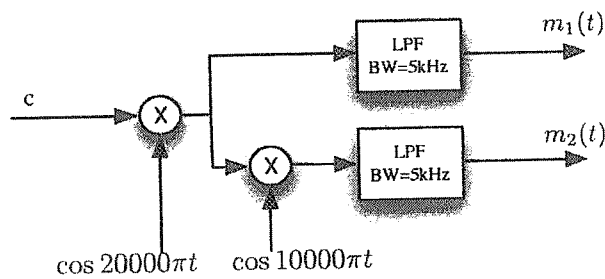 m₁(t)
LPF
BW=5kHz
c
X
m₂(t)
LPF
BW=5kHz
X
cos 20000πt
cos 10000πt